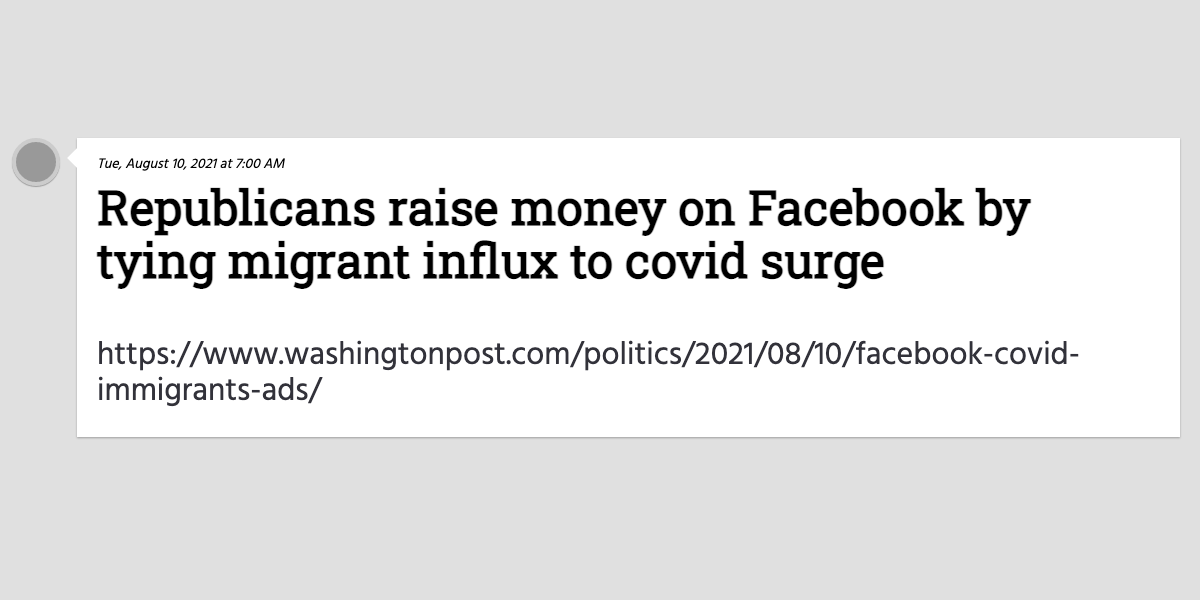 Tue, August 10, 2021 at 7:00 AM
Republicans raise money on Facebook by
tying migrant influx to covid surge
https://www.washingtonpost.com/politics/2021/08/10/facebook-covid-
immigrants-ads/